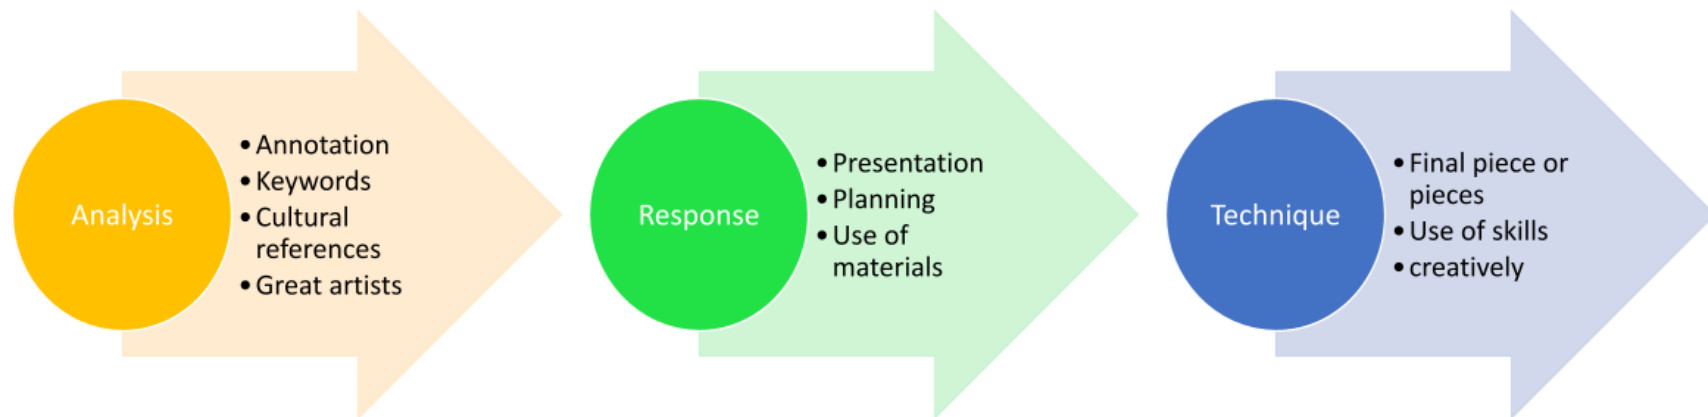 Analysis
• Annotation
• Keywords
• Cultural
references
• Great artists
Response
• Presentation
• Planning
• Use of
materials
Technique
• Final piece or
pieces
• Use of skills
• creatively